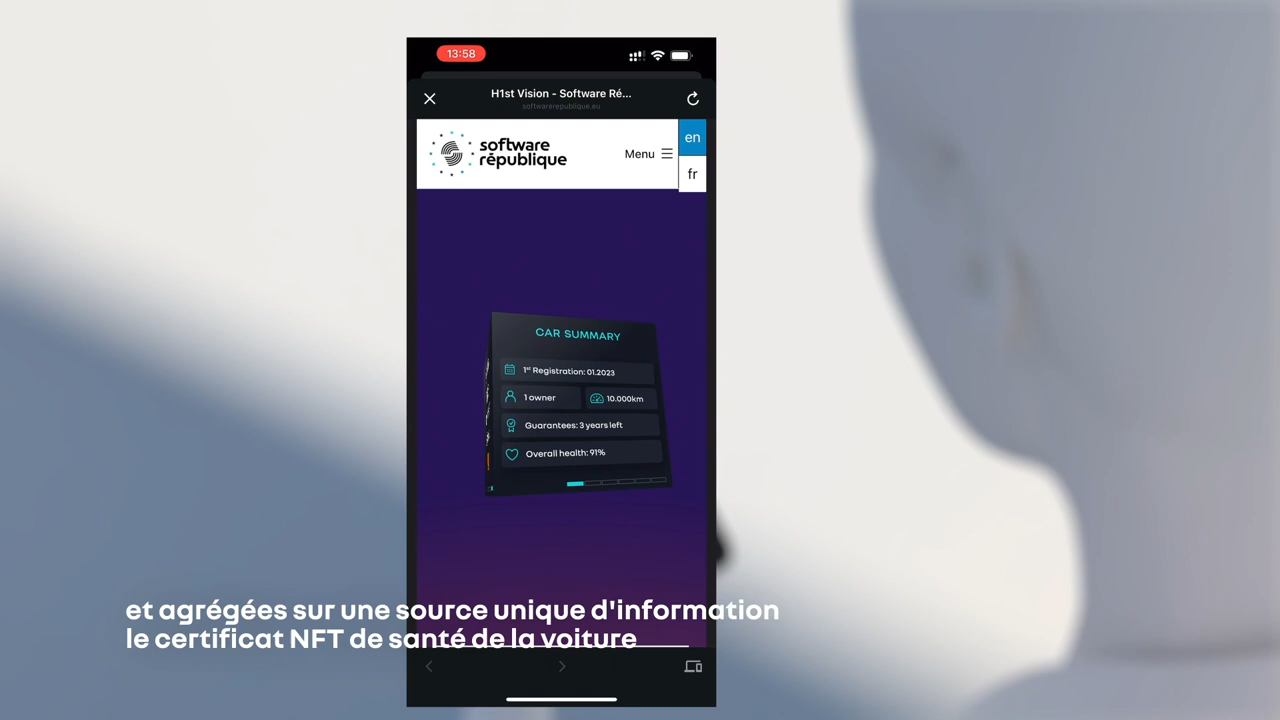 13:58
H1st Vision - Software Ré...
softwarerepublique.eu
software
république
Menu
en
fr
CAR SUMMARY
1st Registration: 01.2023
1 owner
10.000km
Guarantees: 3 years left
Overall health: 91%
et agrégées sur une source unique d'information
le certificat NFT de santé de la voiture